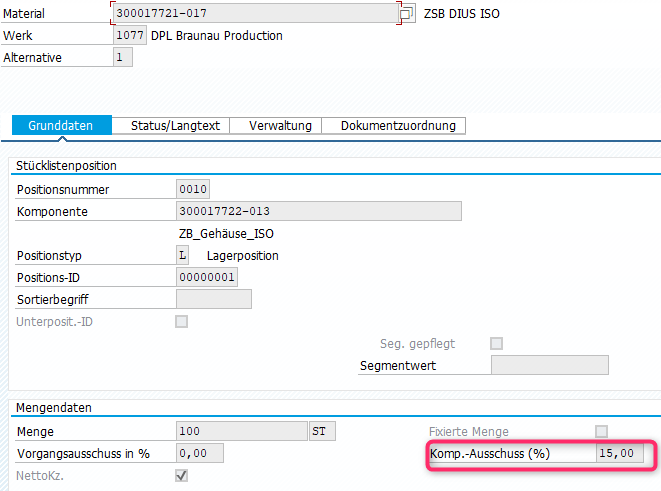 Material 300017721-017 ZSB DIUS ISO
Werk 1077 DPL Braunau Production
Alternative 1
Grunddaten Status/Langtext Verwaltung Dokumentzuordnung
Stücklistenposition
Positionsnummer 0010
Komponente 300017722-013
ZB_Gehäuse_ISO
Positionstyp L Lagerposition
Positions-ID 00000001
Sortierbegriff
Unterposit.-ID
Seg. gepflegt
Segmentwert
Mengendaten
Menge 100 ST Fixierte Menge
Vorgangsausschuss in % 0,00 Komp.-Ausschuss (%) 15,00
NettoKz.